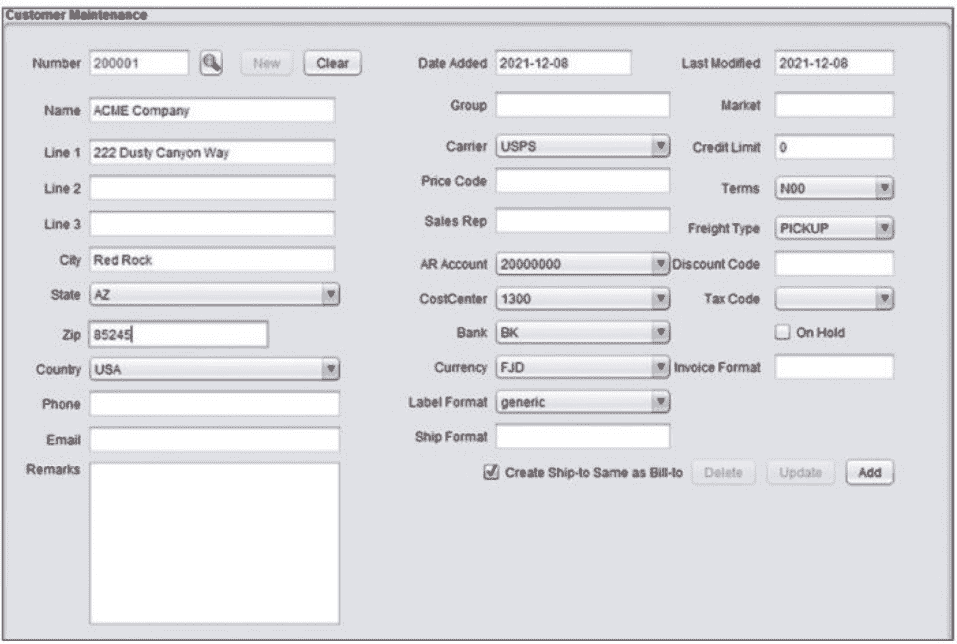 Customer Maintenance
Number 200001 New Clear Date Added 2021-12-08 Last Modified 2021-12-08
Name ACME Company Group Market
Line 1 222 Dusty Canyon Way Carrier USPS Credit Limit 0
Line 2 Price Code Terms N00
Line 3 Sales Rep Freight Type PICKUP
City Red Rock AR Account 20000000 Discount Code
State AZ CostCenter 1300 Tax Code
Zip 85245 Bank BK On Hold
Country USA Currency FJD Invoice Format
Phone Label Format generic
Email Ship Format
Remarks Create Ship-to Same as Bill-to Delete Update Add